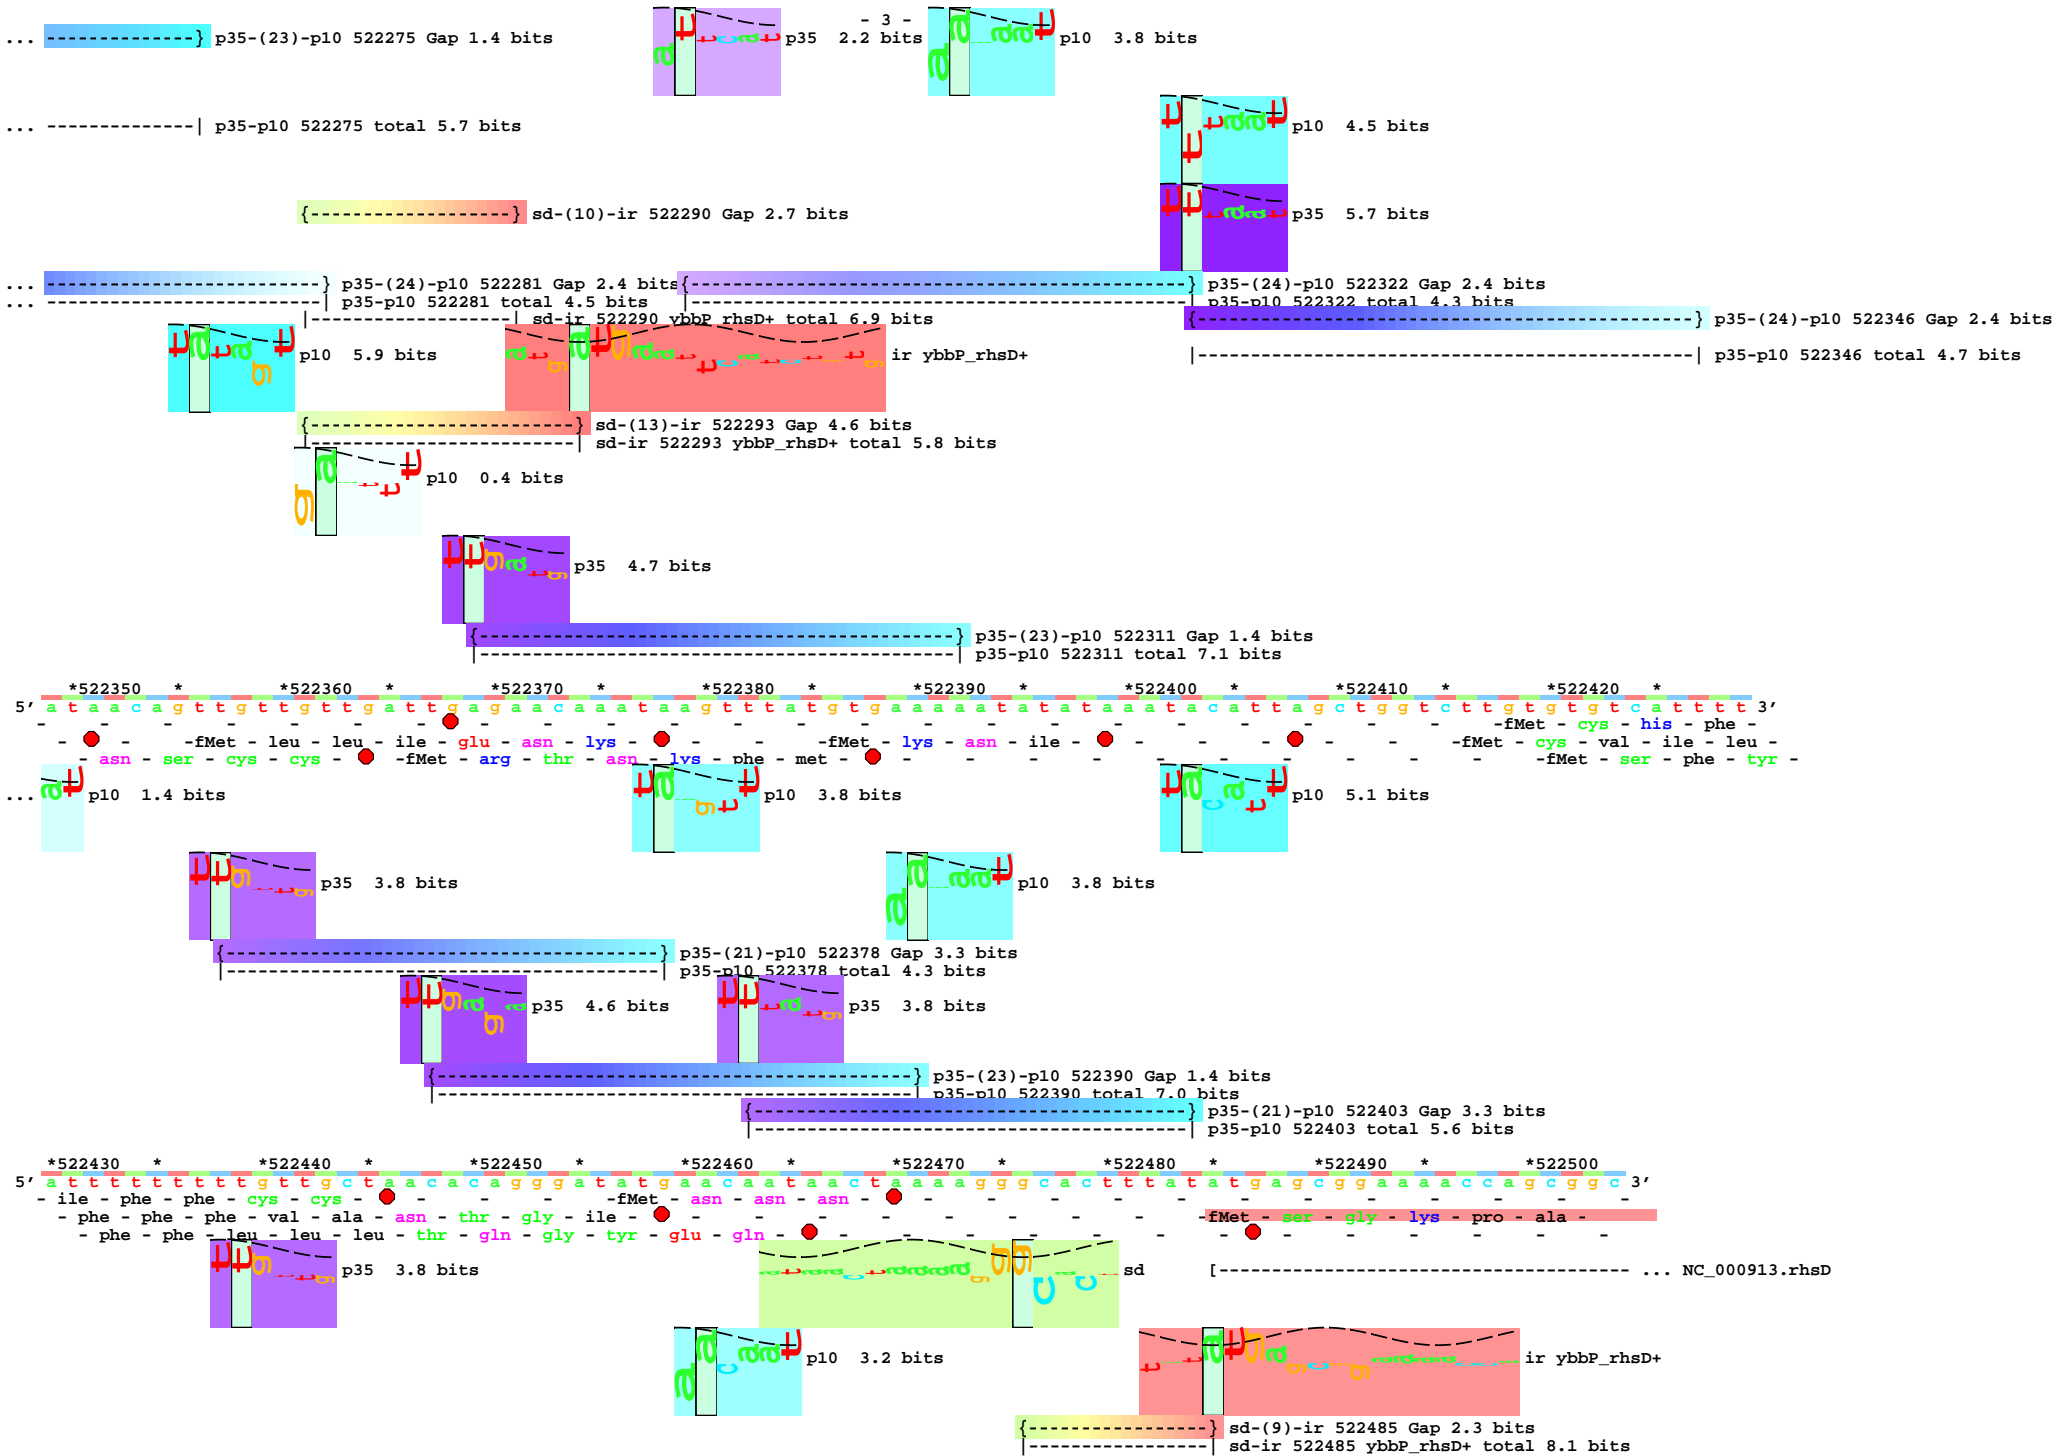 - 3 -
... --------------} p35-(23)-p10 522275 Gap 1.4 bits
p35 2.2 bits
p10 3.8 bits
... --------------| p35-p10 522275 total 5.7 bits
p10 4.5 bits
{-------------------} sd-(10)-ir 522290 Gap 2.7 bits
p35 5.7 bits
... --------------------------} p35-(24)-p10 522281 Gap 2.4 bits
{------------------------------------------------} p35-(24)-p10 522322 Gap 2.4 bits
... --------------------------| p35-p10 522281 total 4.5 bits
|------------------------------------------------| p35-p10 522322 total 4.3 bits
|-------------------| sd-ir 522290 ybbP_rhsD+ total 6.9 bits
{------------------------------------------------} p35-(24)-p10 522346 Gap 2.4 bits
p10 5.9 bits
ir ybbP_rhsD+
|------------------------------------------------| p35-p10 522346 total 4.7 bits
{-------------------------} sd-(13)-ir 522293 Gap 4.6 bits
|-------------------------| sd-ir 522293 ybbP_rhsD+ total 5.8 bits
p10 0.4 bits
p35 4.7 bits
{----------------------------------------------} p35-(23)-p10 522311 Gap 1.4 bits
|----------------------------------------------| p35-p10 522311 total 7.1 bits
*522350 * *522360 * *522370 * *522380 * *522390 * *522400 * *522410 * *522420 *
5' a t a a c a g t t g t t g t t g a t t g a g a a c a a a t a a g t t t a t g t g a a a a a t a t a t a a a t a c a t t a g c t g g t c t t g t g t g t c a t t t t 3'
-fMet - cys - his - phe -
-fMet - leu - leu - ile - glu - asn - lys - -fMet - lys - asn - ile - -fMet - cys - val - ile - leu -
- asn - ser - cys - cys - -fMet - arg - thr - asn - lys - phe - met - -fMet - ser - phe - tyr -
... p10 1.4 bits
p10 3.8 bits
p10 5.1 bits
p35 3.8 bits
p10 3.8 bits
{------------------------------------------} p35-(21)-p10 522378 Gap 3.3 bits
|------------------------------------------| p35-p10 522378 total 4.3 bits
p35 4.6 bits
p35 3.8 bits
{----------------------------------------------} p35-(23)-p10 522390 Gap 1.4 bits
|----------------------------------------------| p35-p10 522390 total 7.0 bits
{------------------------------------------} p35-(21)-p10 522403 Gap 3.3 bits
|------------------------------------------| p35-p10 522403 total 5.6 bits
*522430 * *522440 * *522450 * *522460 * *522470 * *522480 * *522490 * *522500
5' a t t t t t t t t t g t t g c t a a c a c a g g g a t a t g a a c a a t a a c t a a a a g g g c a c t t t a t a t g a g c g g a a a a c c a g c g g c 3'
- ile - phe - phe - cys - cys - -fMet - asn - asn - asn -
- phe - phe - phe - val - ala - asn - thr - gly - ile - -fMet - ser - gly - lys - pro - ala -
- phe - phe - leu - leu - leu - thr - gln - gly - tyr - glu - gln -
p35 3.8 bits
sd
[--------------------------------------- ... NC_000913.rhsD
p10 3.2 bits
ir ybbP_rhsD+
{-----------------} sd-(9)-ir 522485 Gap 2.3 bits
|-----------------| sd-ir 522485 ybbP_rhsD+ total 8.1 bits